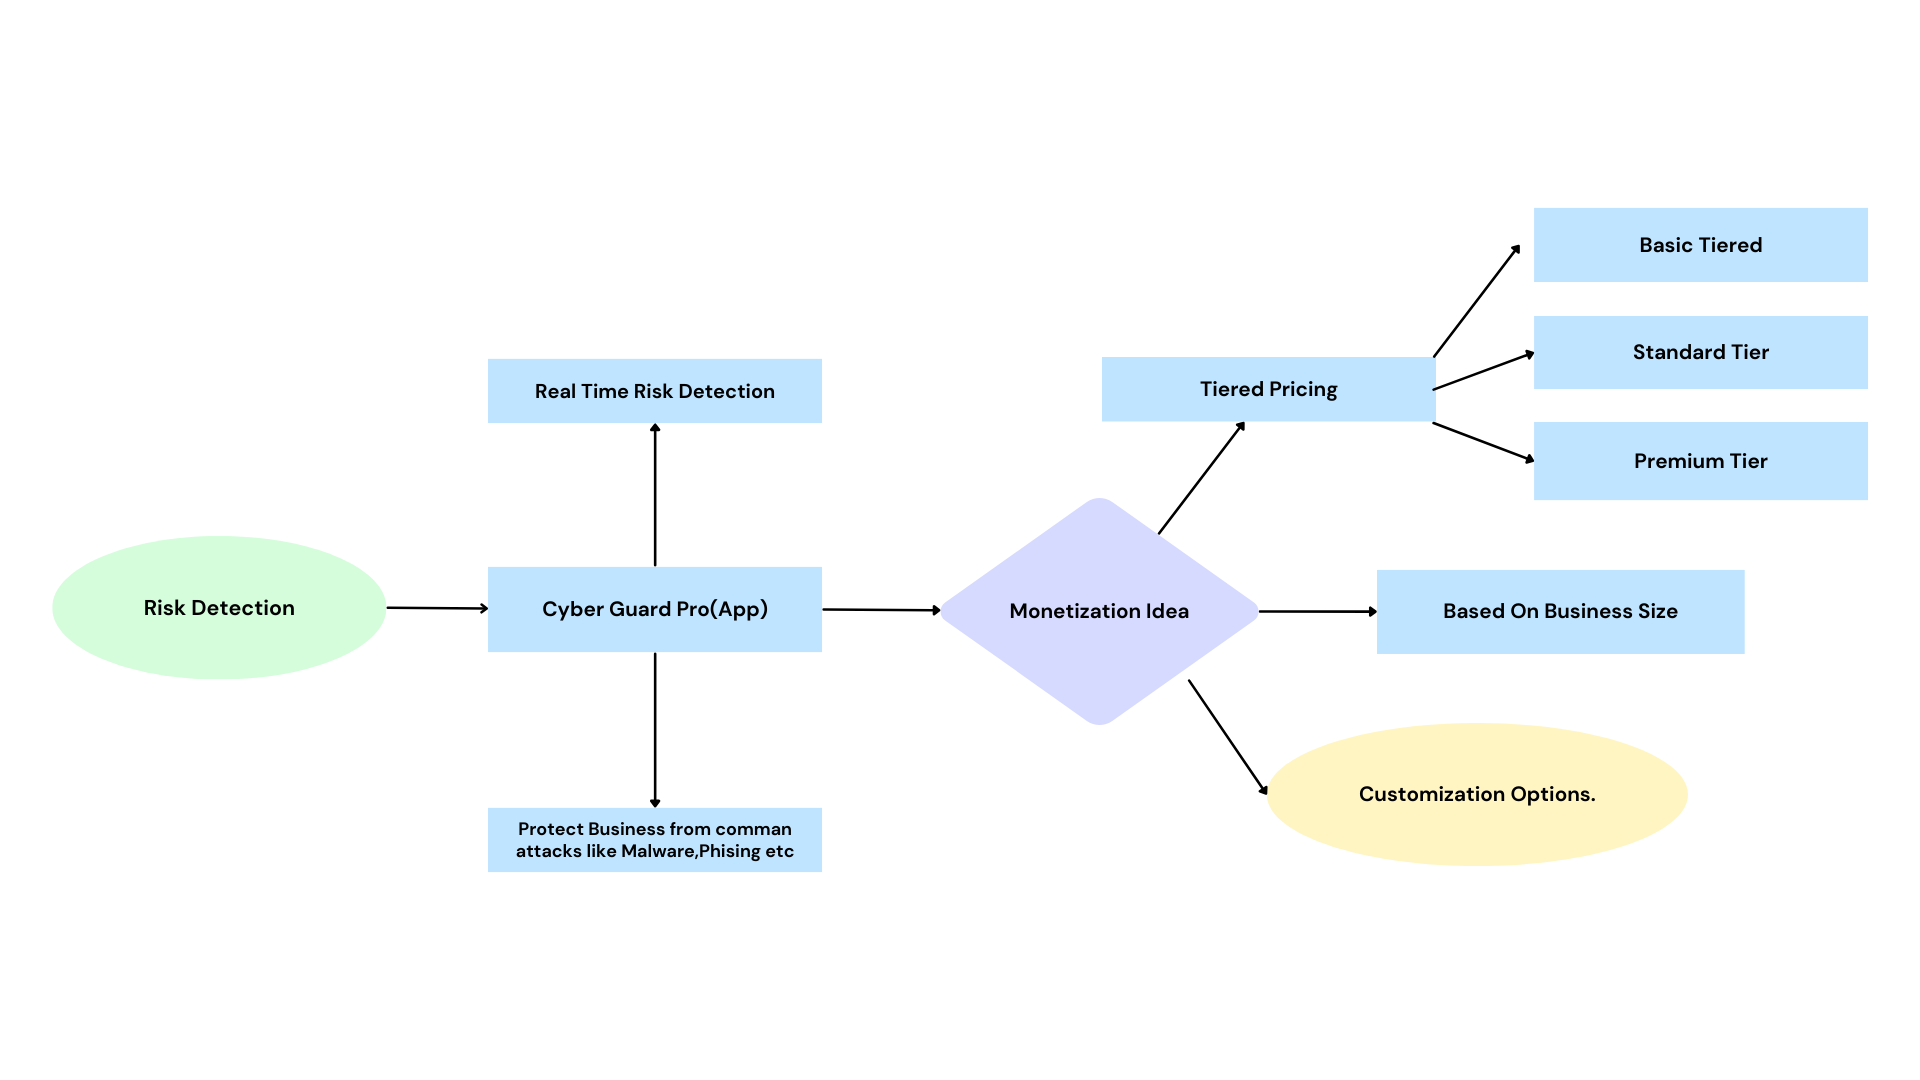 Risk Detection
Real Time Risk Detection
Cyber Guard Pro(App)
Protect Business from comman
attacks like Malware,Phising etc
Monetization Idea
Tiered Pricing
Basic Tiered
Standard Tier
Premium Tier
Based On Business Size
Customization Options.